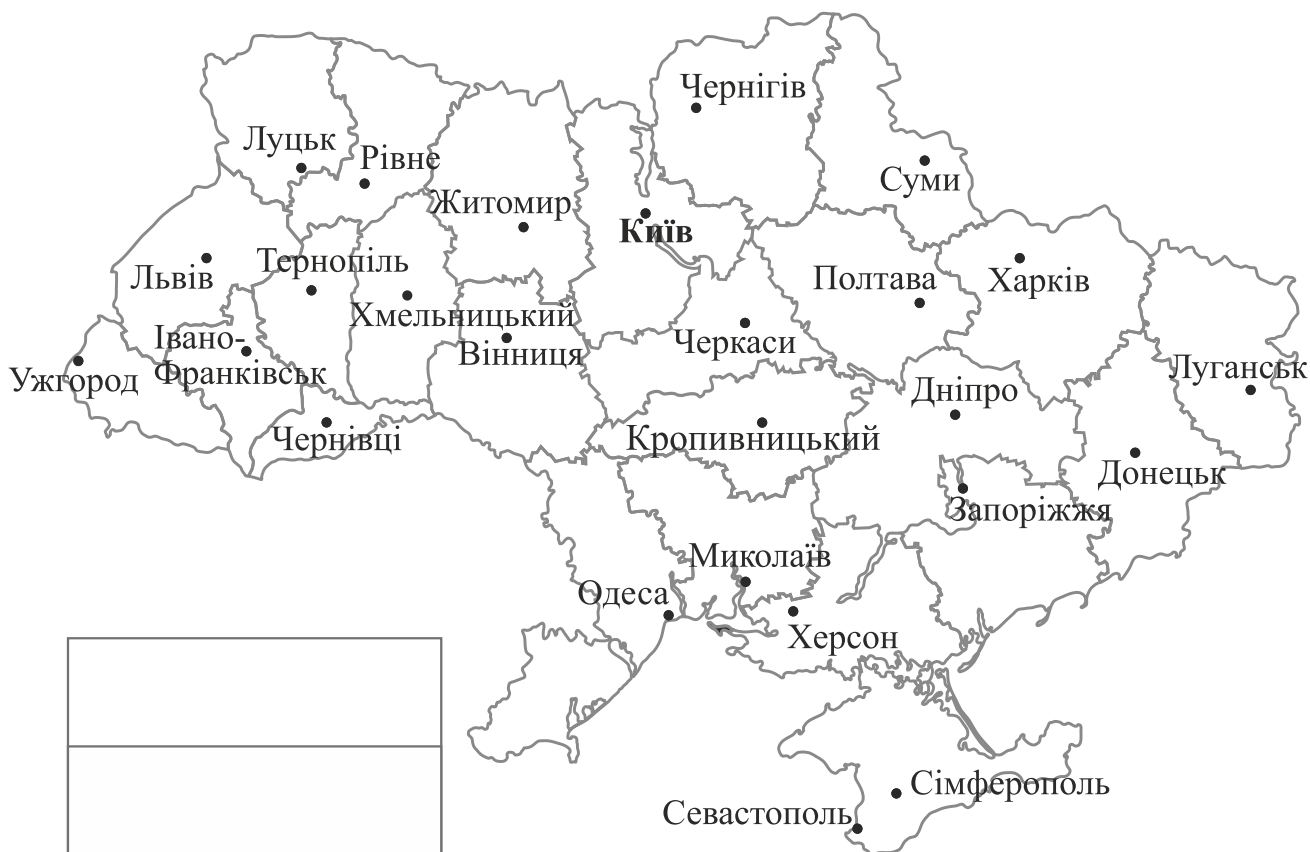 Чернігів
Луцьк
Рівне
Суми
Житомир
Київ
Львів
Тернопіль
Полтава
Харків
Хмельницький
Івано-
Франківськ
Вінниця
Черкаси
Ужгород
Луганськ
Дніпро
Чернівці
Кропивницький
Донецьк
Запоріжжя
Миколаїв
Одеса
Херсон
Сімферополь
Севастополь